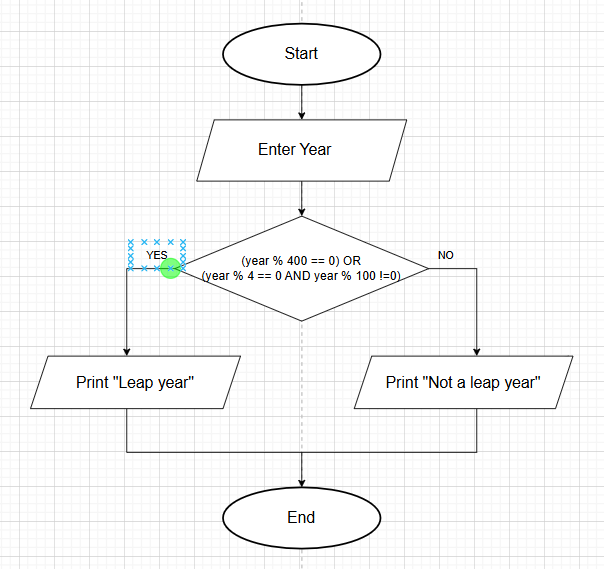 Start
Enter Year
YES
(year % 400 == 0) OR
(year % 4 == 0 AND year % 100 !=0)
NO
Print "Leap year"
Print "Not a leap year"
End